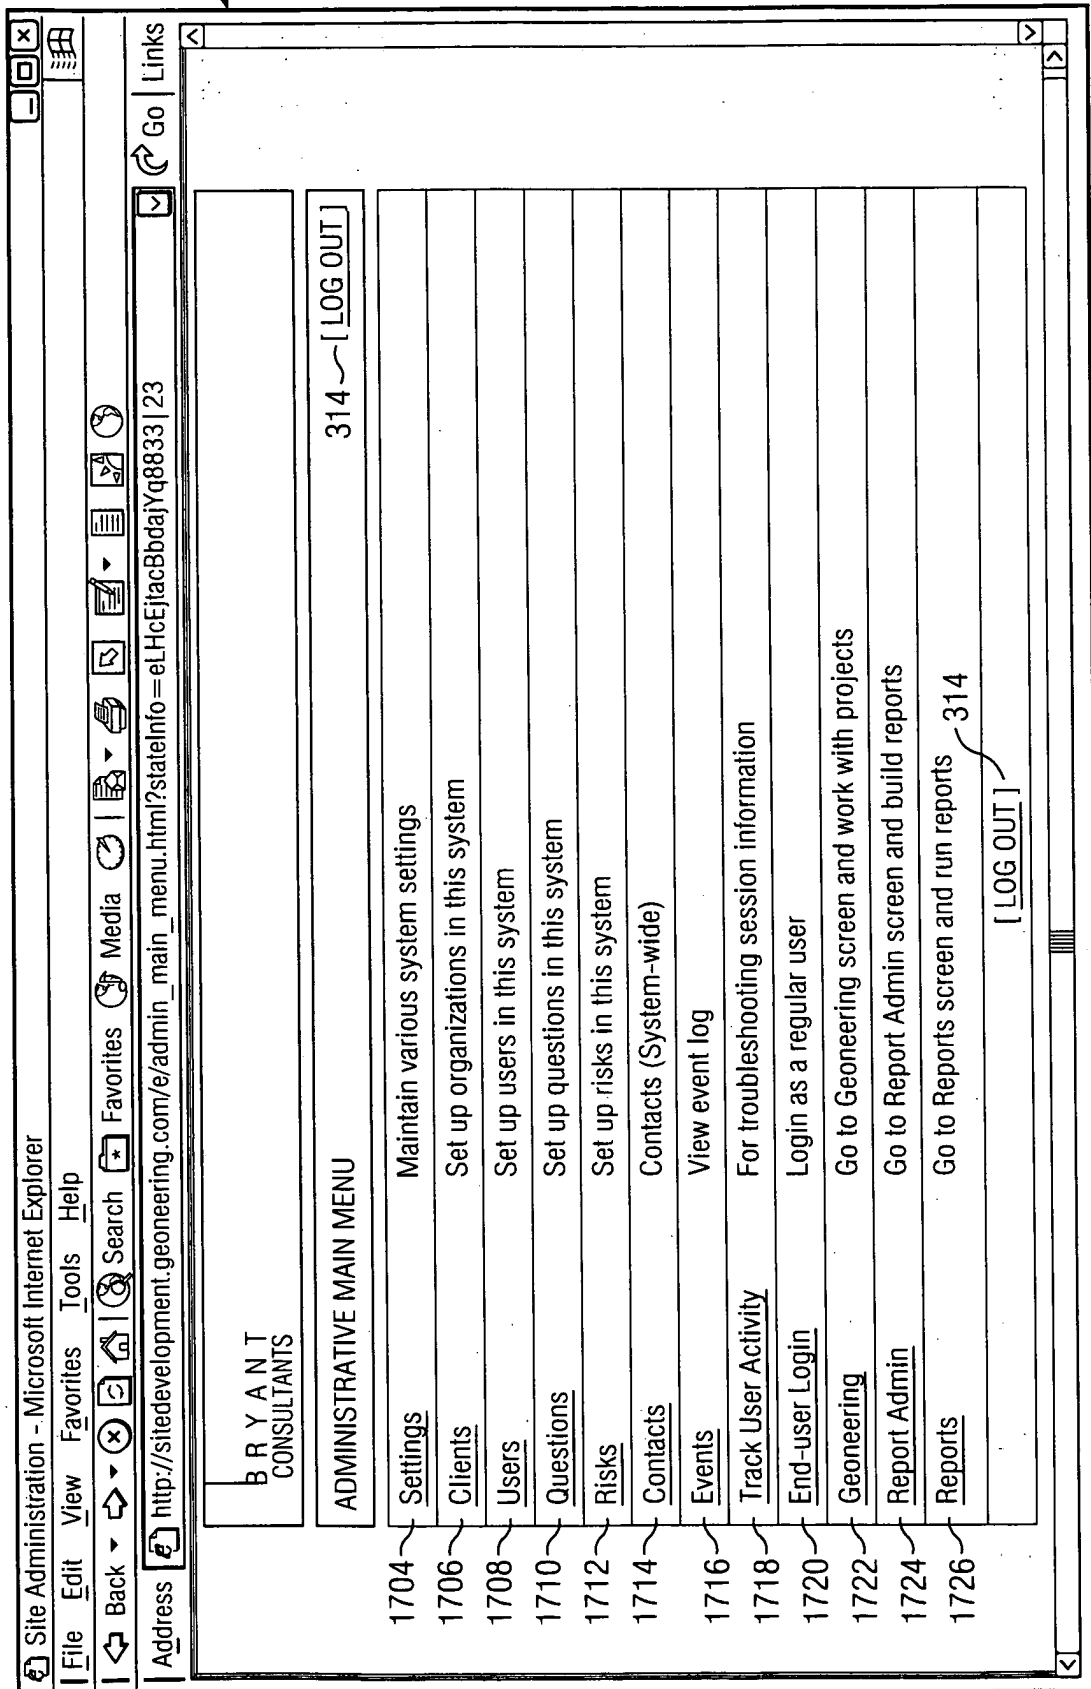 Site Administration - Microsoft Internet Explorer
File Edit View Favorites Tools Help
Back Search Favorites Media
Address http://sitedevelopment.geoneering.com/e/admin_main_menu.html?stateInfo=eLHcEjtacBbdajYq8833|23 Go Links
BRYANT
CONSULTANTS
ADMINISTRATIVE MAIN MENU 314 [ LOG OUT ]
1704 Settings Maintain various system settings
1706 Clients Set up organizations in this system
1708 Users Set up users in this system
1710 Questions Set up questions in this system
1712 Risks Set up risks in this system
1714 Contacts Contacts (System-wide)
1716 Events View event log
1718 Track User Activity For troubleshooting session information
1720 End-user Login Login as a regular user
1722 Geoneering Go to Geoneering screen and work with projects
1724 Report Admin Go to Report Admin screen and build reports
1726 Reports Go to Reports screen and run reports 314
[ LOG OUT ]